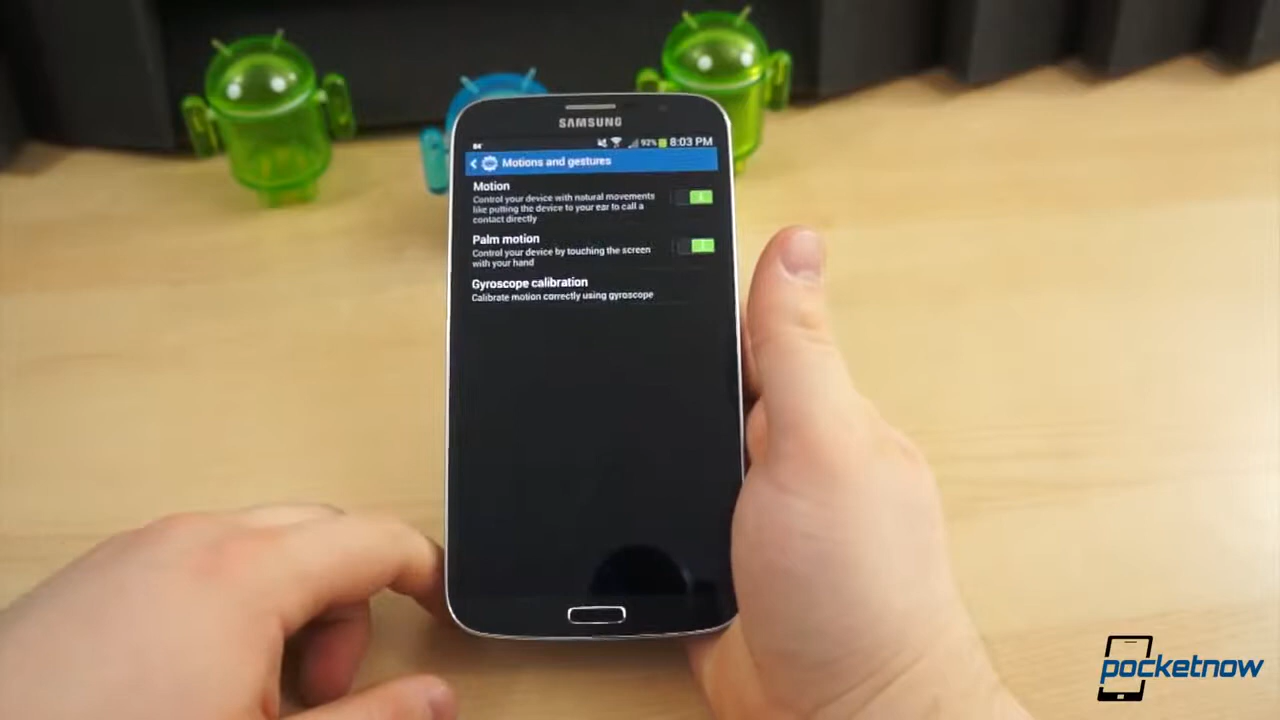 SAMSUNG
84°
92% 8:03 PM
Motions and gestures
Motion
Control your device with natural movements
like putting the device to your ear to call a
contact directly
Palm motion
Control your device by touching the screen
with your hand
Gyroscope calibration
Calibrate motion correctly using gyroscope
pocketnow